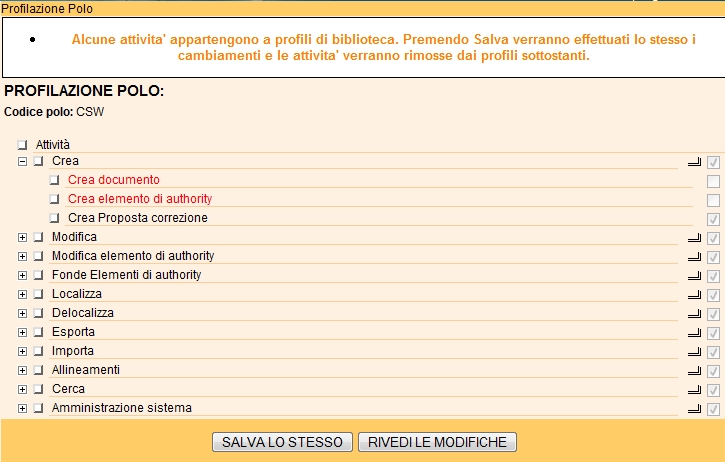 Profilazione Polo
Alcune attivita' appartengono a profili di biblioteca. Premendo Salva verranno effettuati lo stesso i
cambiamenti e le attivita' verranno rimosse dai profili sottostanti.
PROFILAZIONE POLO:
Codice polo: CSW
Attività
Crea
Crea documento
Crea elemento di authority
Crea Proposta correzione
Modifica
Modifica elemento di authority
Fonde Elementi di authority
Localizza
Delocalizza
Esporta
Importa
Allineamenti
Cerca
Amministrazione sistema
SALVA LO STESSO RIVEDI LE MODIFICHE